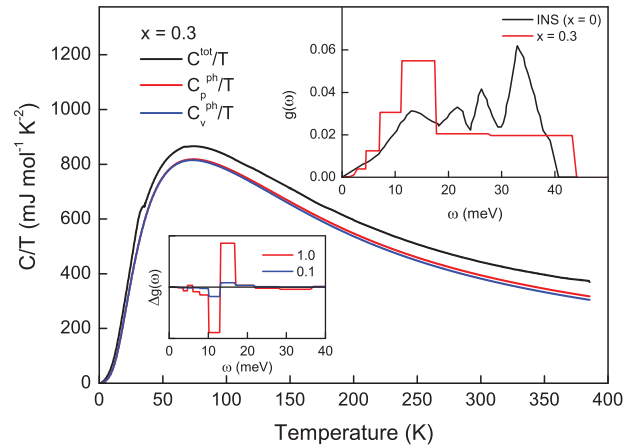 x = 0.3
C^tot/T
C_p^ph/T
C_v^ph/T
C/T (mJ mol⁻¹ K⁻²)
1200
1000
800
600
400
200
0
0 50 100 150 200 250 300 350 400
Temperature (K)
INS (x = 0)
x = 0.3
g(ω)
0.06
0.04
0.02
0.00
0 10 20 30 40 50
ω (meV)
1.0
0.1
Δg(ω)
0 10 20 30 40
ω (meV)